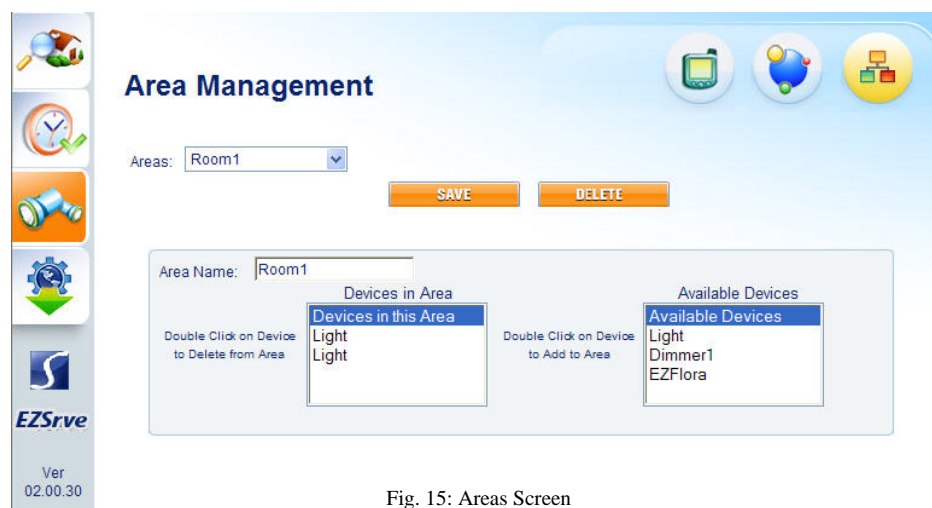 Area Management
Areas: Room1
SAVE DELETE
Area Name: Room1
Devices in Area
Available Devices
Double Click on Device
to Delete from Area
Devices in this Area
Light
Light
Double Click on Device
to Add to Area
Available Devices
Light
Dimmer1
EZFlora
EZSrve
Ver
02.00.30
Fig. 15: Areas Screen